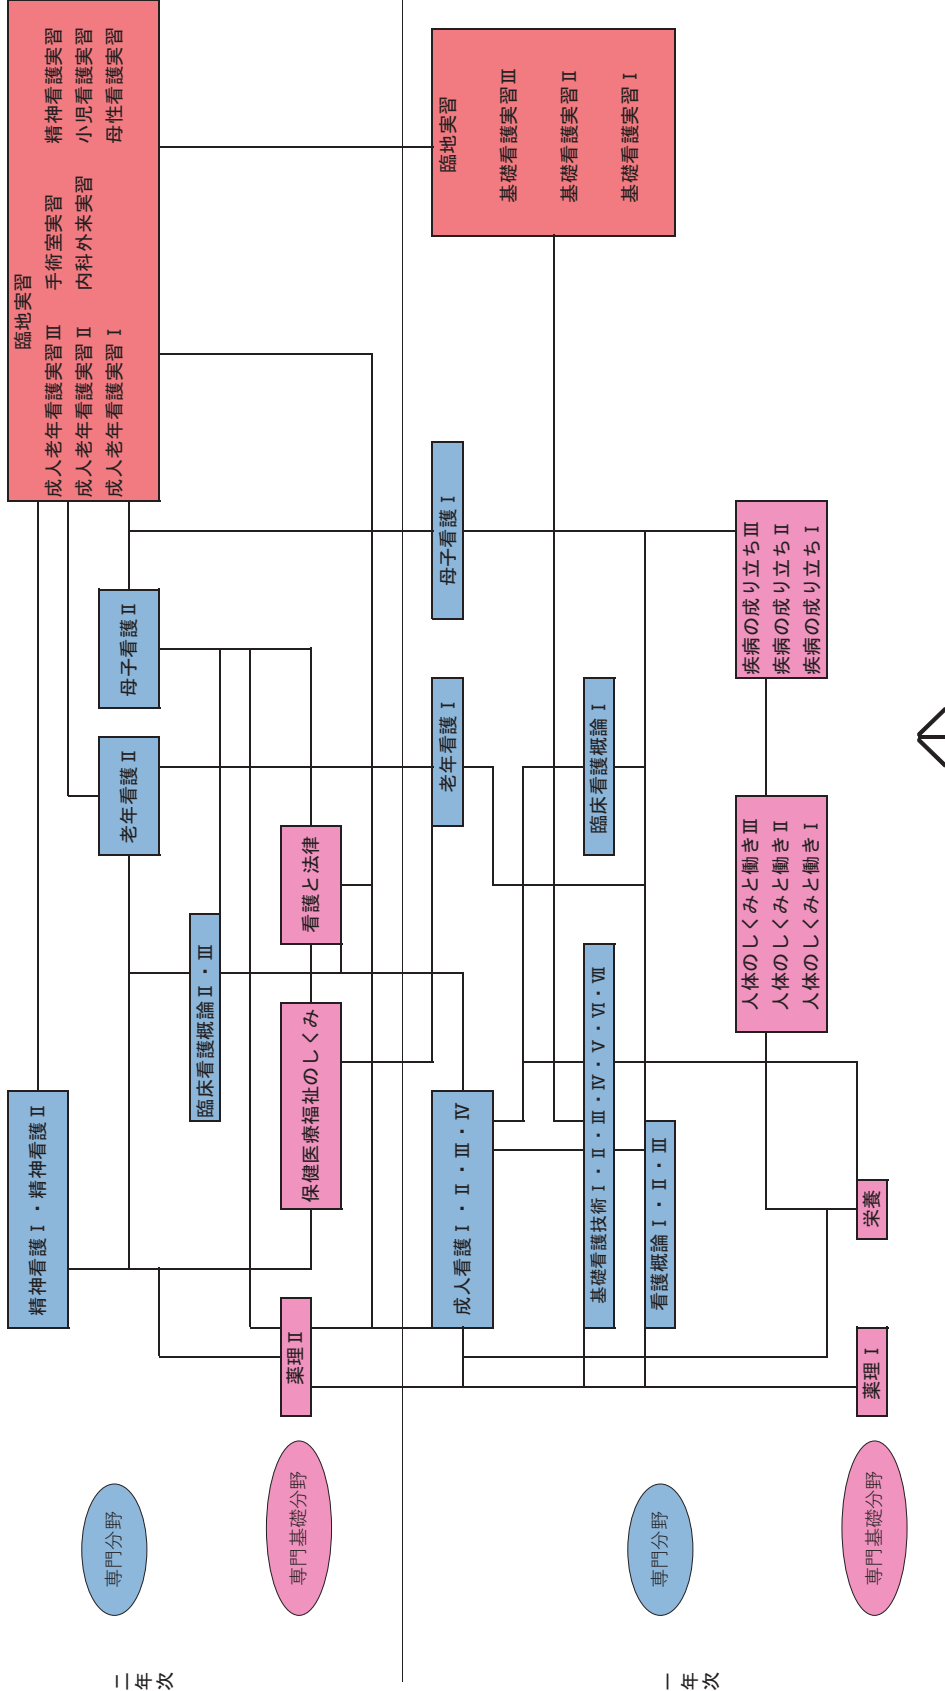 二年次
専門分野
精神看護Ⅰ・精神看護Ⅱ
老年看護Ⅱ
母子看護Ⅱ
臨床看護概論Ⅱ・Ⅲ
臨地実習
成人老年看護実習Ⅲ 手術室実習 精神看護実習
成人老年看護実習Ⅱ 内科外来実習 小児看護実習
成人老年看護実習Ⅰ 母性看護実習
専門基礎分野
薬理Ⅱ
保健医療福祉のしくみ
看護と法律
一年次
専門分野
成人看護Ⅰ・Ⅱ・Ⅲ・Ⅳ
老年看護Ⅰ
母子看護Ⅰ
臨地実習
基礎看護実習Ⅲ
基礎看護実習Ⅱ
基礎看護実習Ⅰ
基礎看護技術Ⅰ・Ⅱ・Ⅲ・Ⅳ・Ⅴ・Ⅵ・Ⅶ
臨床看護概論Ⅰ
看護概論Ⅰ・Ⅱ・Ⅲ
専門基礎分野
薬理Ⅰ
栄養
人体のしくみと働きⅢ
人体のしくみと働きⅡ
人体のしくみと働きⅠ
疾病の成り立ちⅢ
疾病の成り立ちⅡ
疾病の成り立ちⅠ